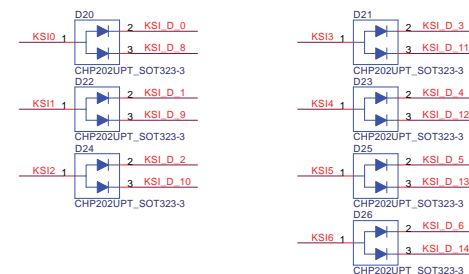 D20
KSI0 1
2 KSI_D_0
3 KSI_D_8
CHP202UPT_SOT323-3
D22
KSI1 1
2 KSI_D_1
3 KSI_D_9
CHP202UPT_SOT323-3
D24
KSI2 1
2 KSI_D_2
3 KSI_D_10
CHP202UPT_SOT323-3
D21
KSI3 1
2 KSI_D_3
3 KSI_D_11
CHP202UPT_SOT323-3
D23
KSI4 1
2 KSI_D_4
3 KSI_D_12
CHP202UPT_SOT323-3
D25
KSI5 1
2 KSI_D_5
3 KSI_D_13
CHP202UPT_SOT323-3
D26
KSI6 1
2 KSI_D_6
3 KSI_D_14
CHP202UPT_SOT323-3